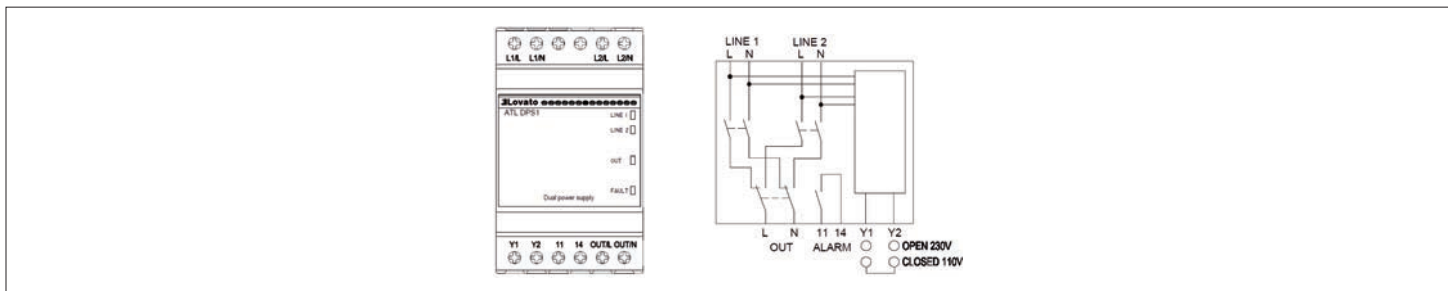 L1/L L1/N L2/L L2/N
Lovato
ATL DPS1
LINE 1
LINE 2
OUT
FAULT
Dual power supply
Y1 Y2 11 14 OUT/L OUT/N
LINE 1 LINE 2
L N L N
L N 11 14 Y1 Y2
OUT ALARM
OPEN 230V
CLOSED 110V